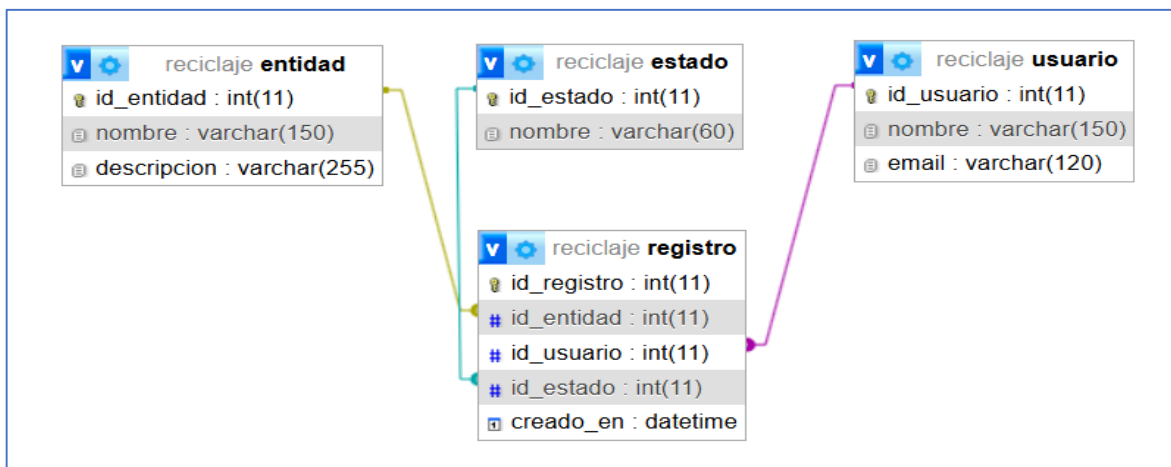 v reciclaje entidad
id_entidad : int(11)
nombre : varchar(150)
descripcion : varchar(255)
v reciclaje estado
id_estado : int(11)
nombre : varchar(60)
v reciclaje usuario
id_usuario : int(11)
nombre : varchar(150)
email : varchar(120)
v reciclaje registro
id_registro : int(11)
# id_entidad : int(11)
# id_usuario : int(11)
# id_estado : int(11)
creado_en : datetime